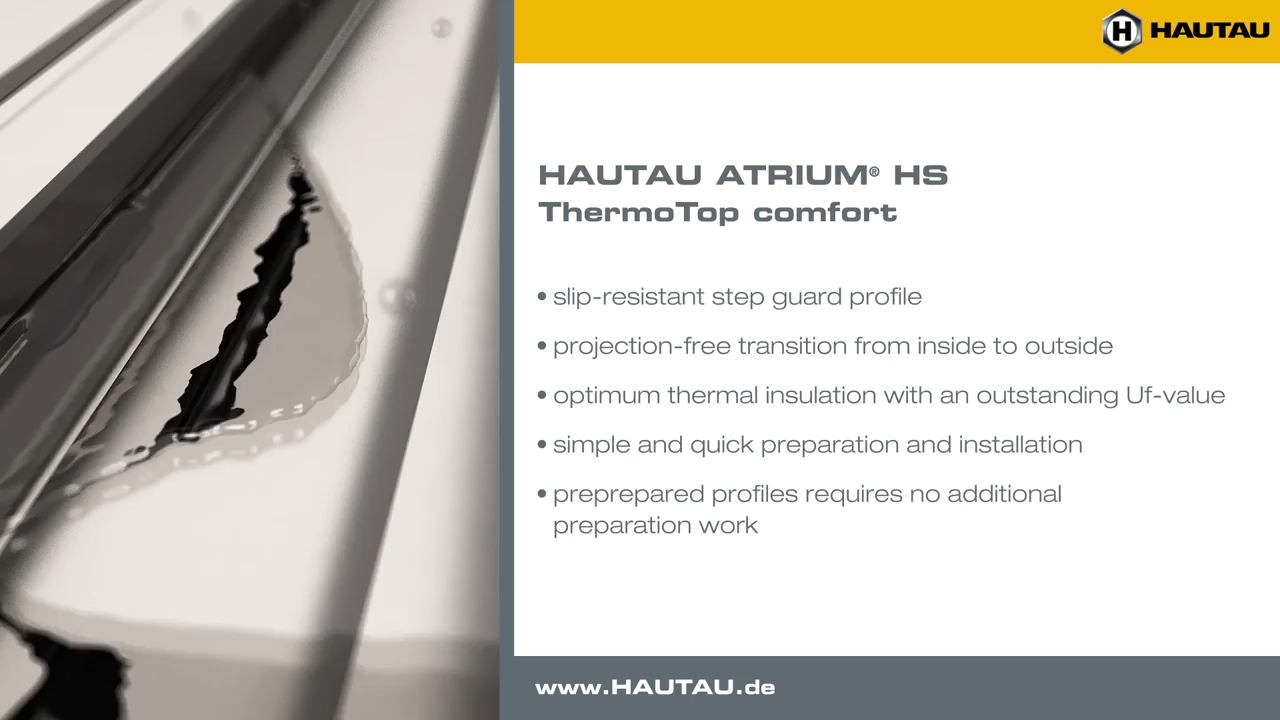 HAUTAU
HAUTAU ATRIUM® HS
ThermoTop comfort
• slip-resistant step guard profile
• projection-free transition from inside to outside
• optimum thermal insulation with an outstanding Uf-value
• simple and quick preparation and installation
• preprepared profiles requires no additional
preparation work
www.HAUTAU.de